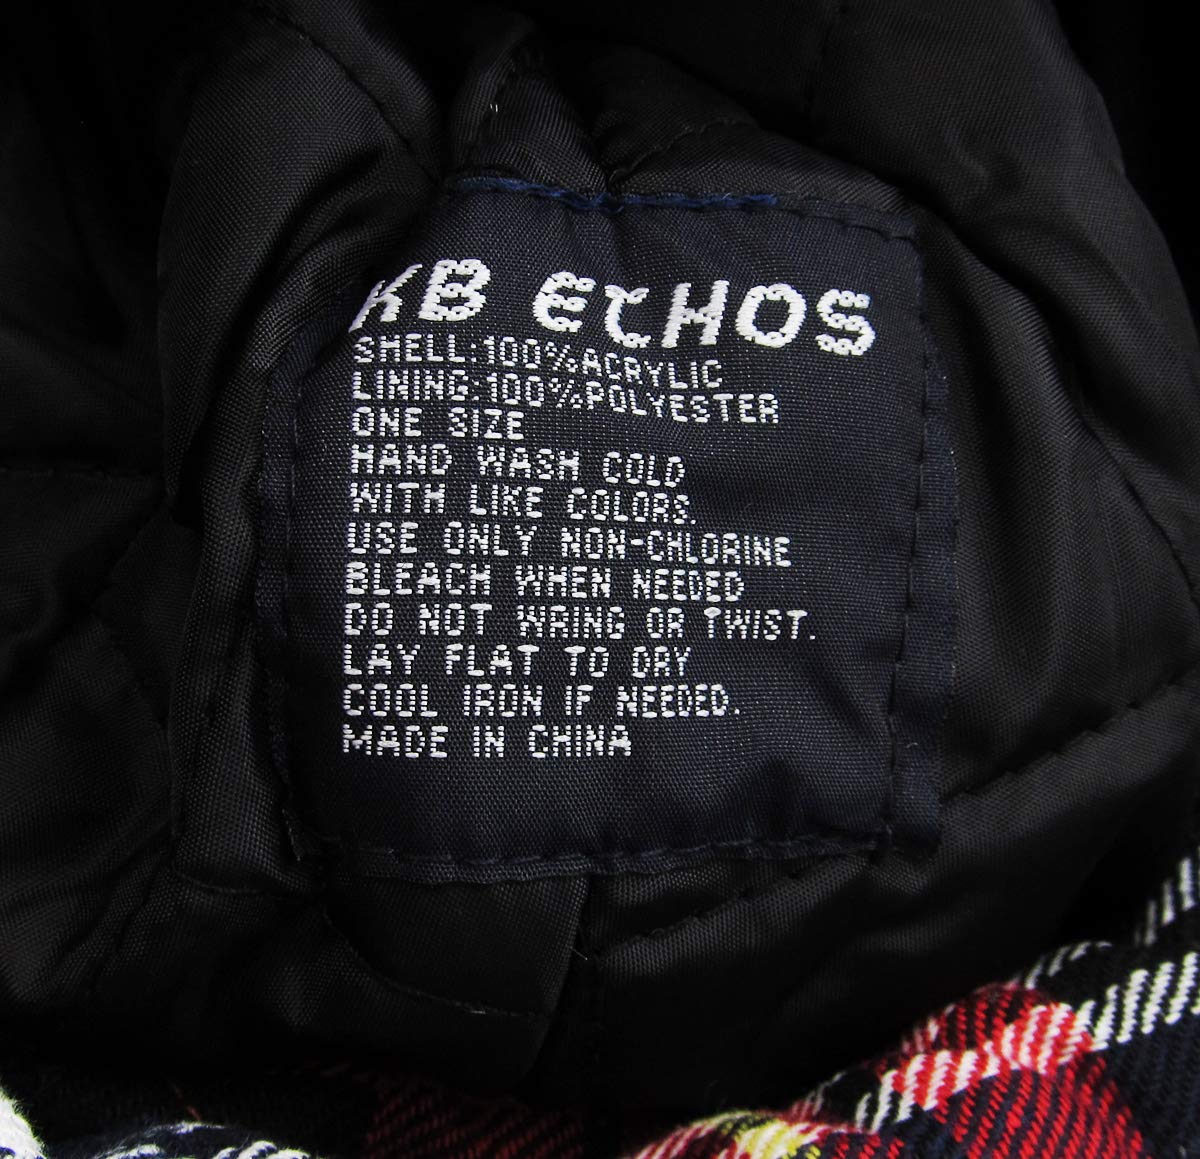 KB ETHOS
SHELL:100%ACRYLIC
LINING:100%POLYESTER
ONE SIZE
HAND WASH COLD
WITH LIKE COLORS.
USE ONLY NON-CHLORINE
BLEACH WHEN NEEDED
DO NOT WRING OR TWIST.
LAY FLAT TO DRY
COOL IRON IF NEEDED.
MADE IN CHINA